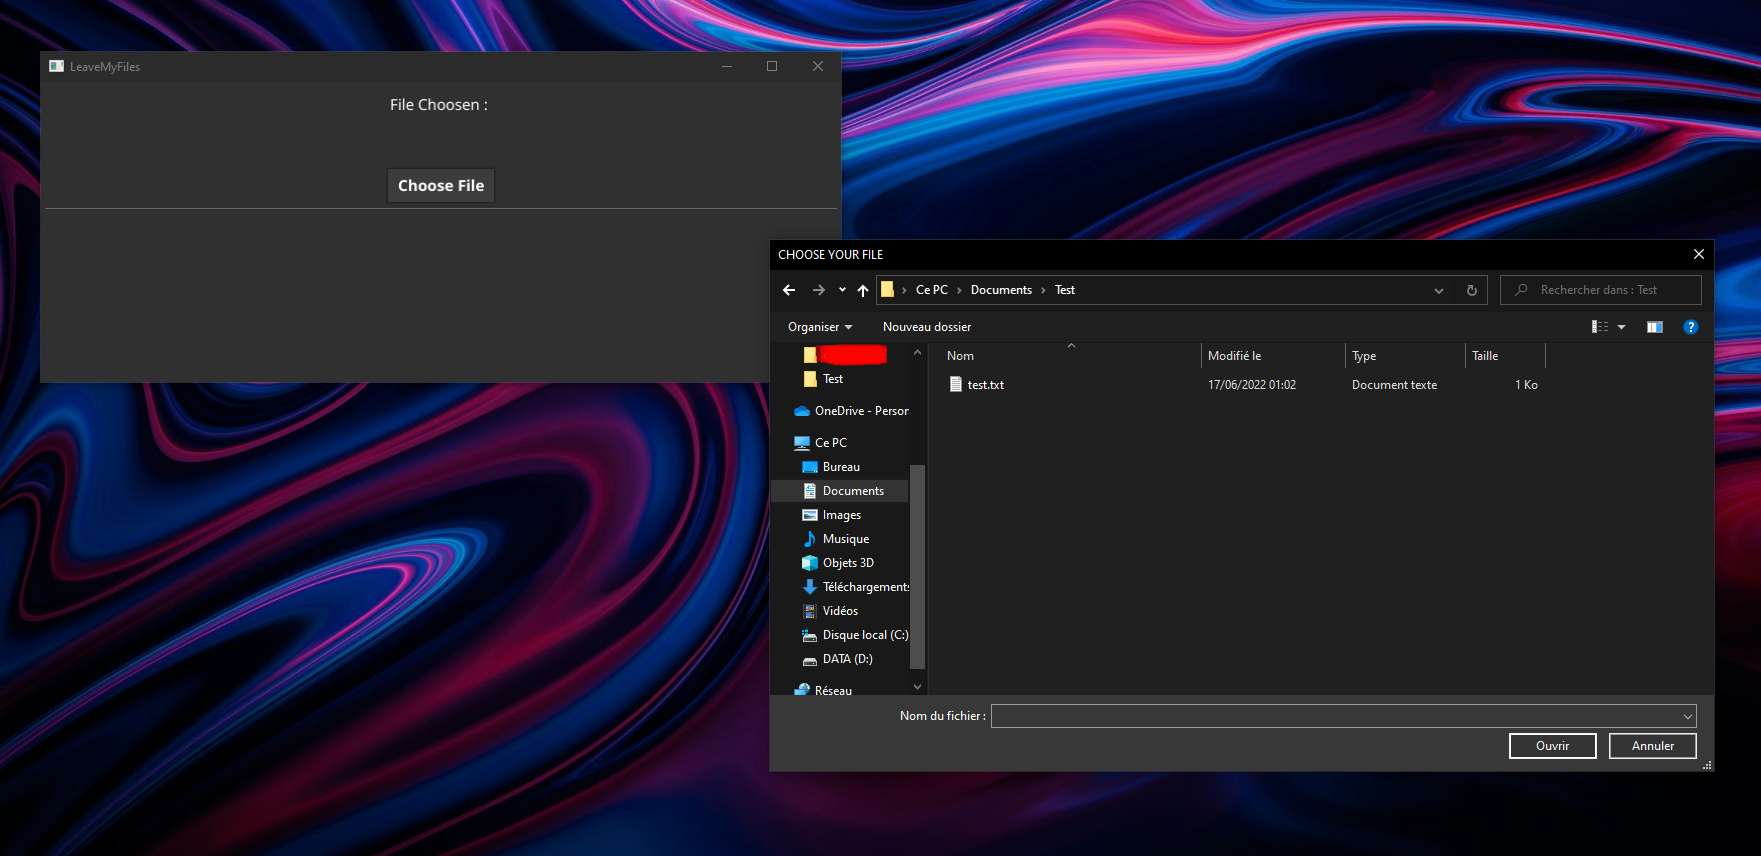 LeaveMyFiles
File Choosen :
Choose File
CHOOSE YOUR FILE
Ce PC Documents Test
Rechercher dans : Test
Organiser
Nouveau dossier
?
Nom Modifié le Type Taille
test.txt 17/06/2022 01:02 Document texte 1 Ko
Test
OneDrive - Person
Ce PC
Bureau
Documents
Images
Musique
Objets 3D
Téléchargements
Vidéos
Disque local (C:)
DATA (D:)
Réseau
Nom du fichier :
Ouvrir
Annuler